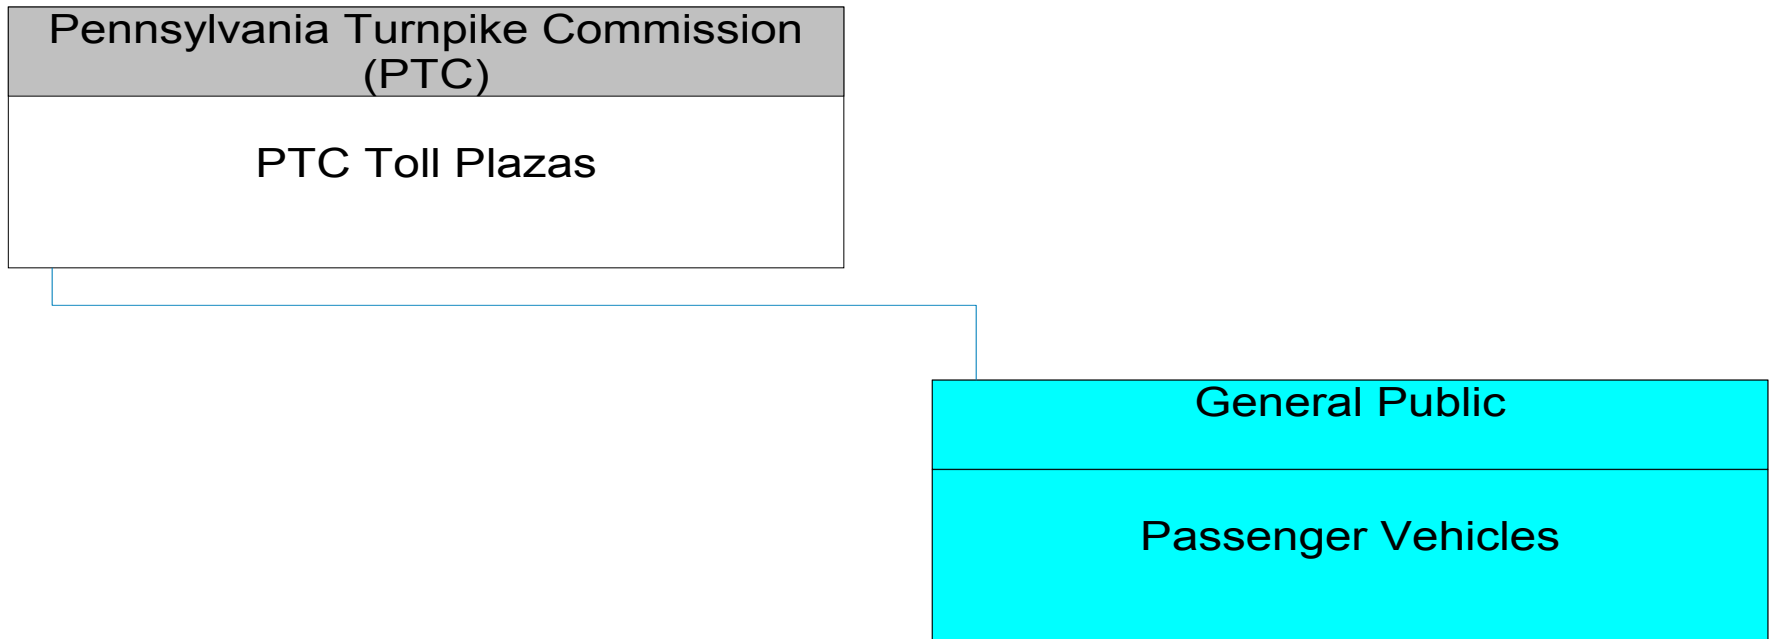 Pennsylvania Turnpike Commission
(PTC)
PTC Toll Plazas
General Public
Passenger Vehicles